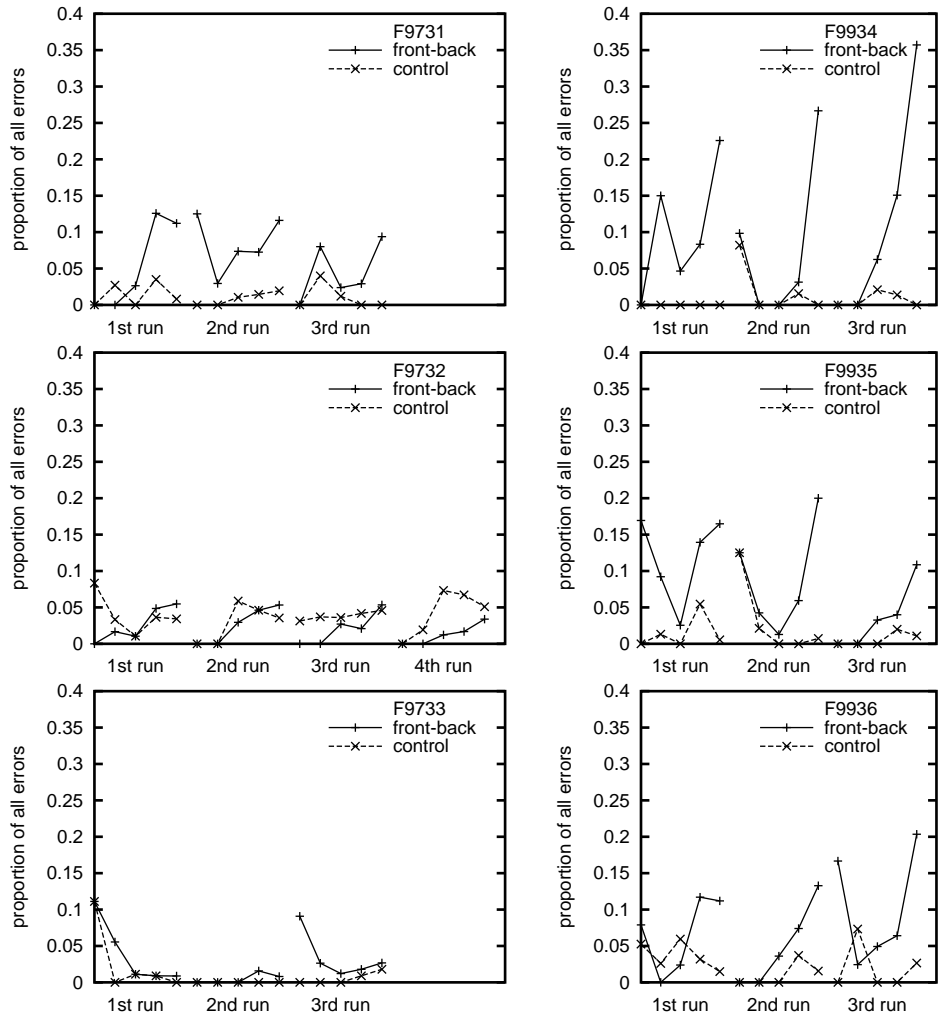 F9731
front-back
control
proportion of all errors
0.4
0.35
0.3
0.25
0.2
0.15
0.1
0.05
0
1st run 2nd run 3rd run
F9934
front-back
control
proportion of all errors
0.4
0.35
0.3
0.25
0.2
0.15
0.1
0.05
0
1st run 2nd run 3rd run
F9732
front-back
control
proportion of all errors
0.4
0.35
0.3
0.25
0.2
0.15
0.1
0.05
0
1st run 2nd run 3rd run 4th run
F9935
front-back
control
proportion of all errors
0.4
0.35
0.3
0.25
0.2
0.15
0.1
0.05
0
1st run 2nd run 3rd run
F9733
front-back
control
proportion of all errors
0.4
0.35
0.3
0.25
0.2
0.15
0.1
0.05
0
1st run 2nd run 3rd run
F9936
front-back
control
proportion of all errors
0.4
0.35
0.3
0.25
0.2
0.15
0.1
0.05
0
1st run 2nd run 3rd run